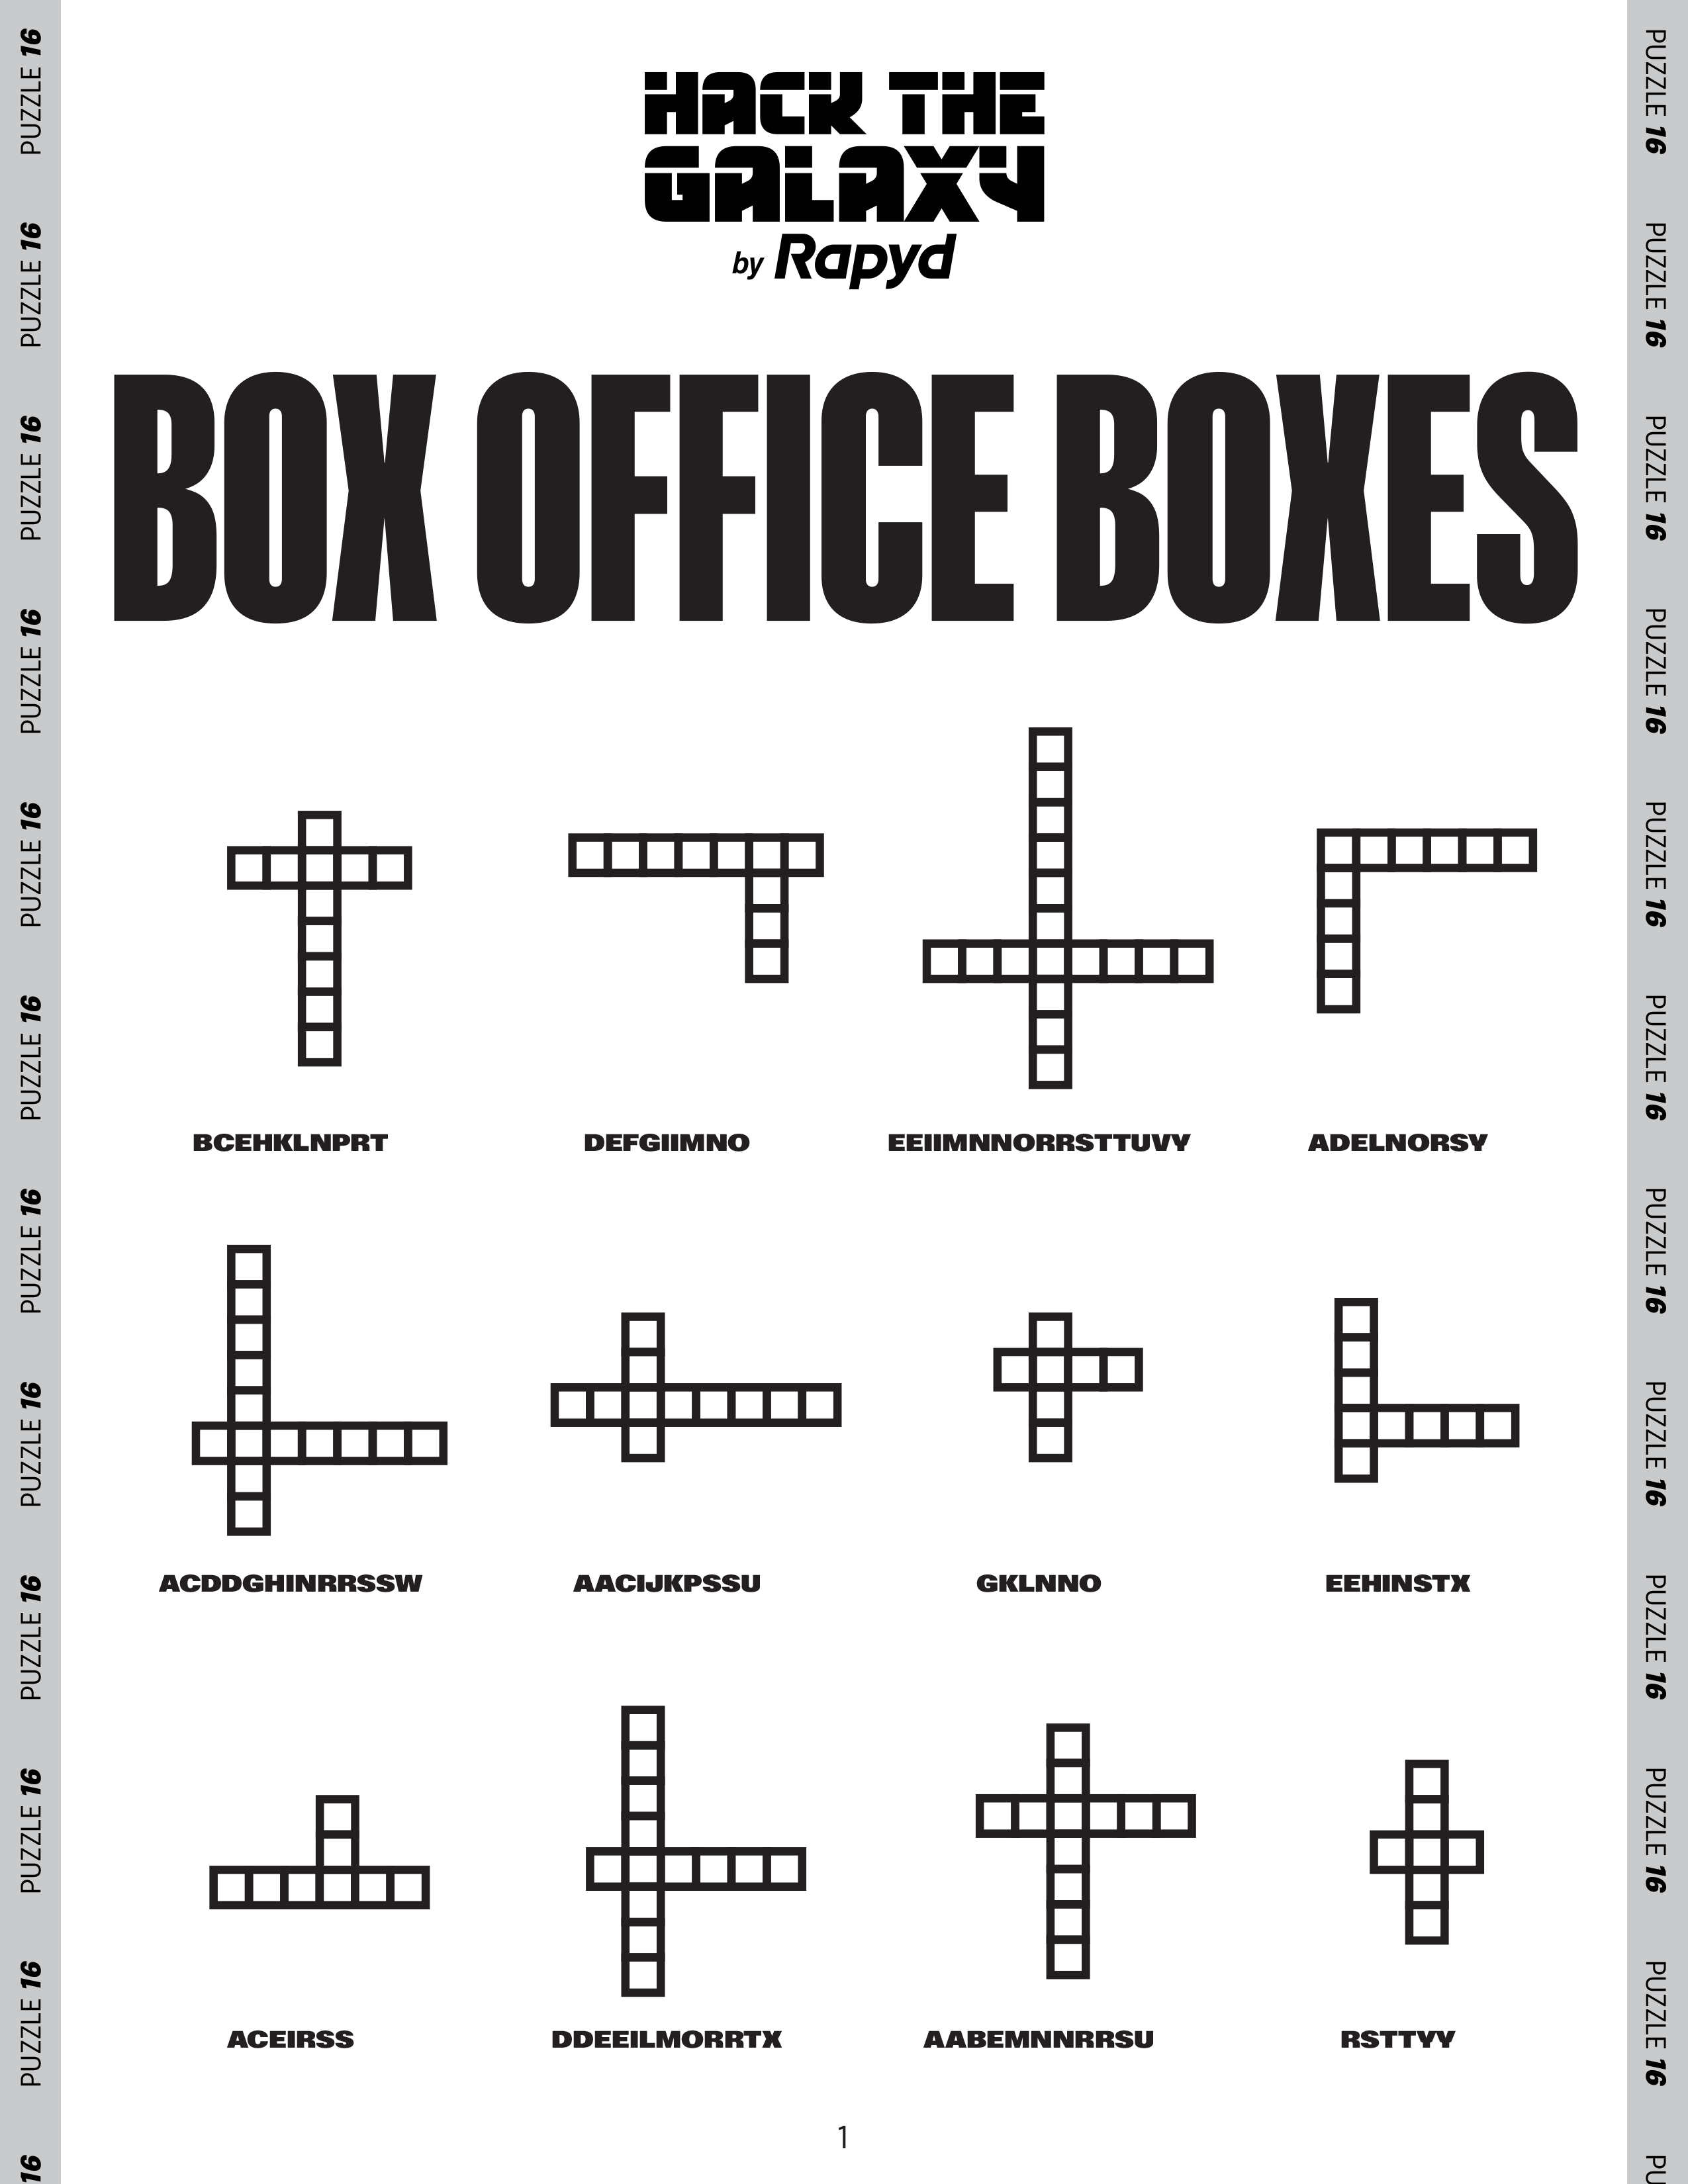 HACK THE
GALAXY
by Rapyd
BOX OFFICE BOXES
BCEHKLNPRT
DEFGIIMNO
EEIIMNNORRSTTUVY
ADELNORSY
ACDDGHINRRSSW
AACIJKPSSU
GKLNNO
EEHINSTX
ACEIRSS
DDEEILMORRTX
AABEMNNRRSU
RSTTYY
1
PUZZLE 16
PUZZLE 16
PUZZLE 16
PUZZLE 16
PUZZLE 16
PUZZLE 16
PUZZLE 16
PUZZLE 16
PUZZLE 16
PUZZLE 16
PUZZLE 16
16
PUZZLE 16
PUZZLE 16
PUZZLE 16
PUZZLE 16
PUZZLE 16
PUZZLE 16
PUZZLE 16
PUZZLE 16
PUZZLE 16
PUZZLE 16
PUZZLE 16
PU